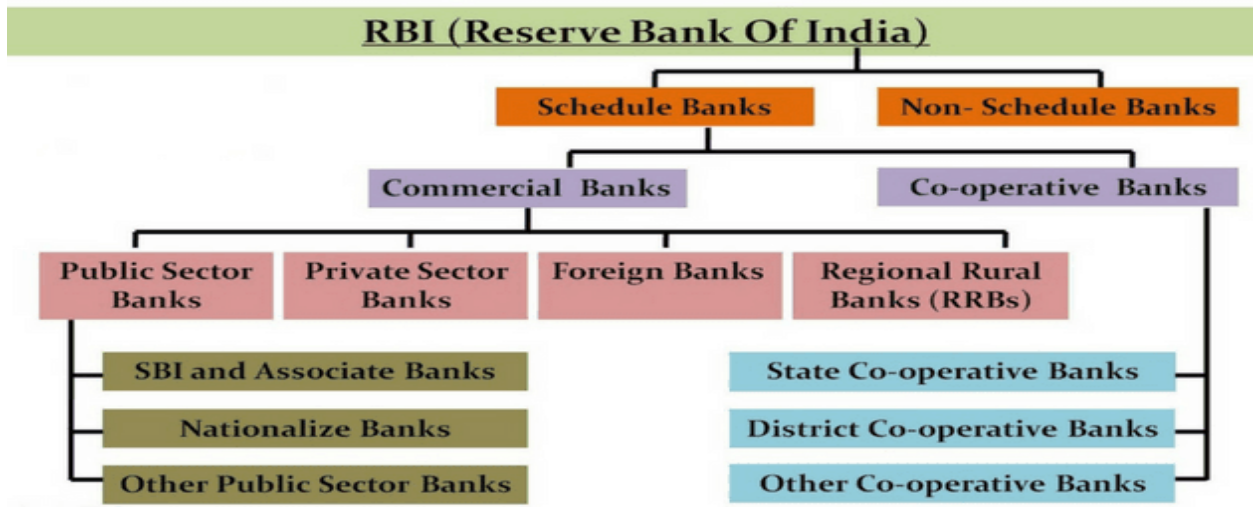 RBI (Reserve Bank Of India)
Schedule Banks
Non- Schedule Banks
Commercial Banks
Co-operative Banks
Public Sector
Banks
Private Sector
Banks
Foreign Banks
Regional Rural
Banks (RRBs)
SBI and Associate Banks
State Co-operative Banks
Nationalize Banks
District Co-operative Banks
Other Public Sector Banks
Other Co-operative Banks